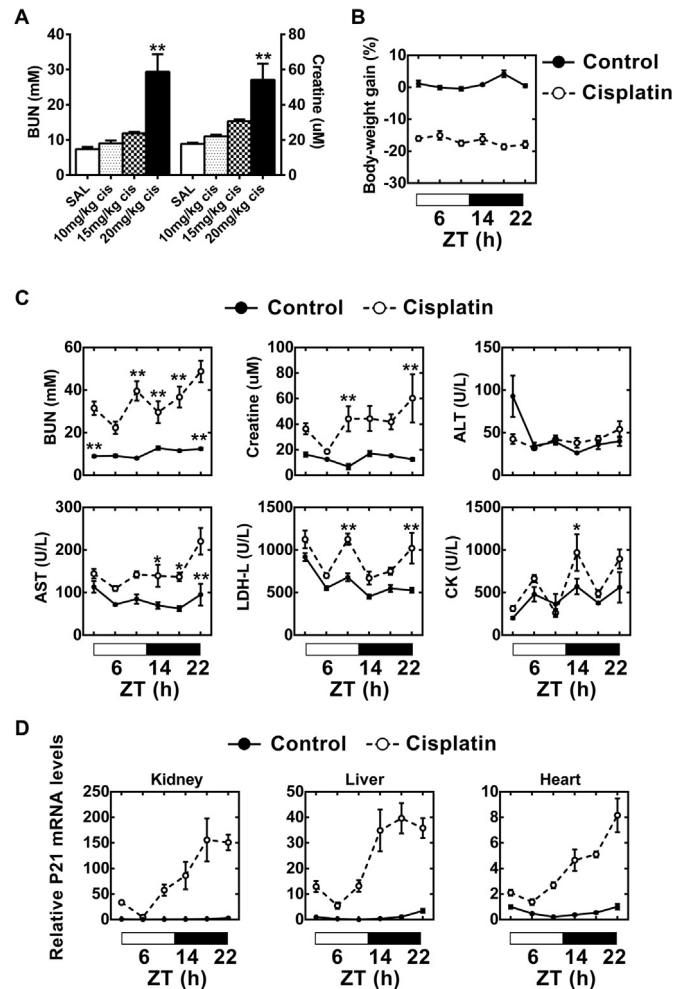 A
BUN
(mM)
40
30
20
10
0
**
**
80
60
40
20
0
Creatine
(uM)
SAL
10mg/kg cis
15mg/kg cis
20mg/kg cis
SAL
10mg/kg cis
15mg/kg cis
20mg/kg cis
B
Body-weight gain (%)
20
10
0
-10
-20
-30
6 14 22
ZT (h)
Control
Cisplatin
C
Control Cisplatin
BUN
(mM)
60
40
20
0
**
**
**
**
**
Creatine (uM)
80
60
40
20
0
**
**
ALT
(U/L)
150
100
50
0
AST (U/L)
300
200
100
0
*
*
**
LDH-L (U/L)
1500
1000
500
0
**
**
CK (U/L)
1500
1000
500
0
*
6 14 22
ZT (h)
6 14 22
ZT (h)
6 14 22
ZT (h)
D
Control Cisplatin
Relative P21 mRNA levels
Kidney
250
200
150
100
50
0
6 14 22
ZT (h)
Liver
50
40
30
20
10
0
6 14 22
ZT (h)
Heart
10
8
6
4
2
0
6 14 22
ZT (h)